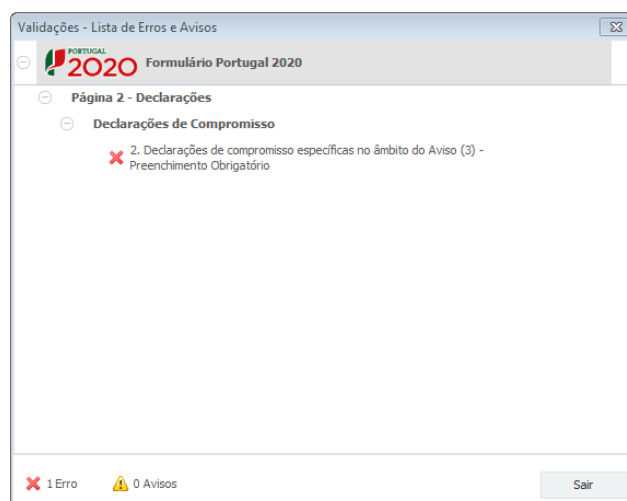 Validações - Lista de Erros e Avisos
PORTUGAL
2020
Formulário Portugal 2020
Página 2 - Declarações
Declarações de Compromisso
2. Declarações de compromisso específicas no âmbito do Aviso (3) -
Preenchimento Obrigatório
1 Erro
0 Avisos
Sair